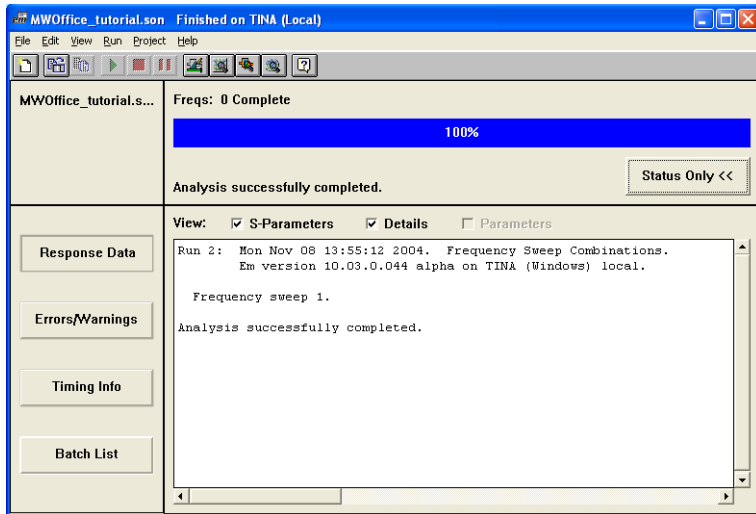 MWOffice_tutorial.son Finished on TINA (Local)
File Edit View Run Project Help
MWOffice_tutorial.s...
Freqs: 0 Complete
100%
Analysis successfully completed.
Status Only <<
View: S-Parameters Details Parameters
Response Data
Errors/Warnings
Timing Info
Batch List
Run 2: Mon Nov 08 13:55:12 2004. Frequency Sweep Combinations.
Em version 10.03.0.044 alpha on TINA (Windows) local.
Frequency sweep 1.
Analysis successfully completed.